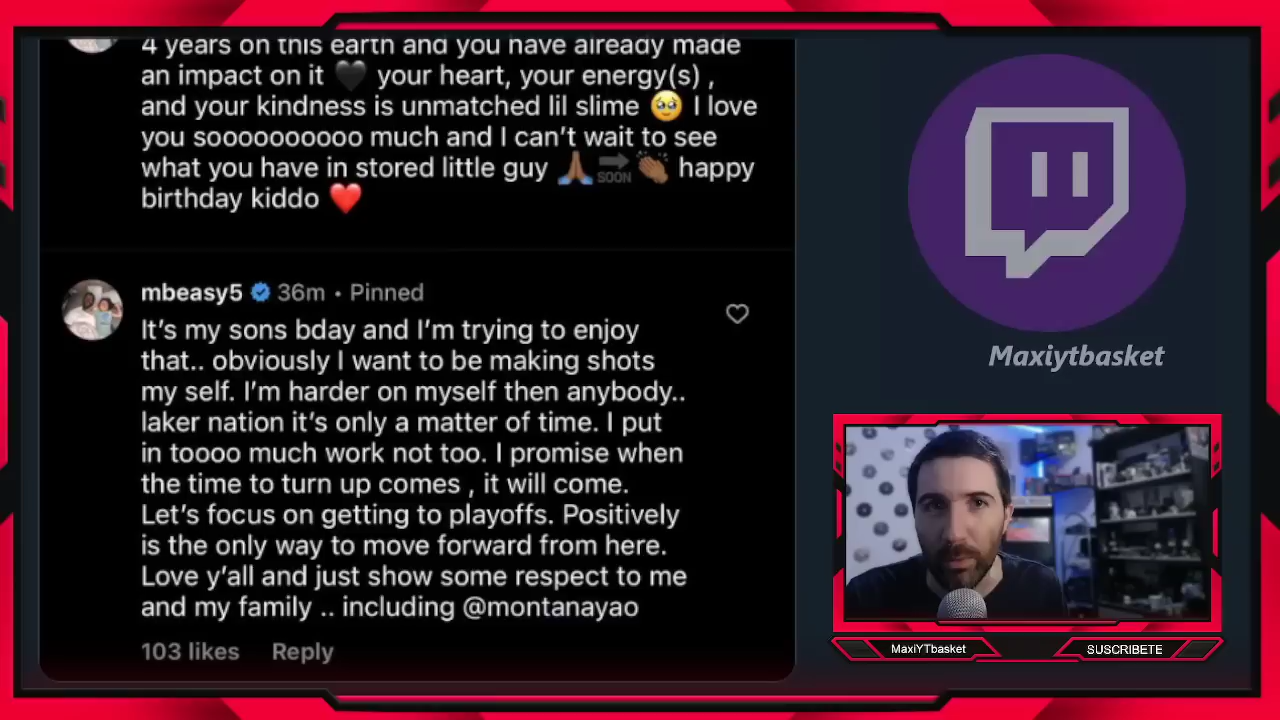 4 years on this earth and you have already made
an impact on it 🖤 your heart, your energy(s) ,
and your kindness is unmatched lil slime 🥹 I love
you soooooooooo much and I can't wait to see
what you have in stored little guy 🙏🏾🔜👏🏾 happy
birthday kiddo ❤️
mbeasy5 36m • Pinned
It's my sons bday and I'm trying to enjoy
that.. obviously I want to be making shots
my self. I'm harder on myself then anybody..
laker nation it's only a matter of time. I put
in toooo much work not too. I promise when
the time to turn up comes , it will come.
Let's focus on getting to playoffs. Positively
is the only way to move forward from here.
Love y'all and just show some respect to me
and my family .. including @montanayao
103 likes Reply
Maxiytbasket
MaxiYTbasket
SUSCRIBETE